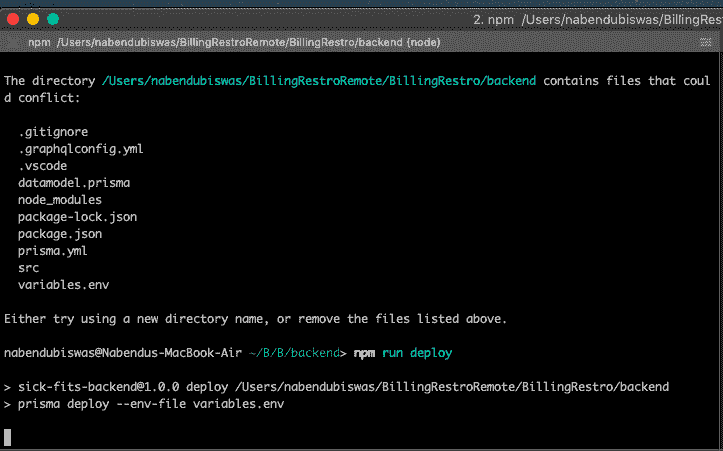 2. npm /Users/nabendubiswas/BillingRest
npm /Users/nabendubiswas/BillingRestroRemote/BillingRestro/backend (node)
The directory /Users/nabendubiswas/BillingRestroRemote/BillingRestro/backend contains files that coul
d conflict:
.gitignore
.graphqlconfig.yml
.vscode
datamodel.prisma
node_modules
package-lock.json
package.json
prisma.yml
src
variables.env
Either try using a new directory name, or remove the files listed above.
nabendubiswas@Nabendus-MacBook-Air ~/B/B/backend> npm run deploy
> sick-fits-backend@1.0.0 deploy /Users/nabendubiswas/BillingRestroRemote/BillingRestro/backend
> prisma deploy --env-file variables.env